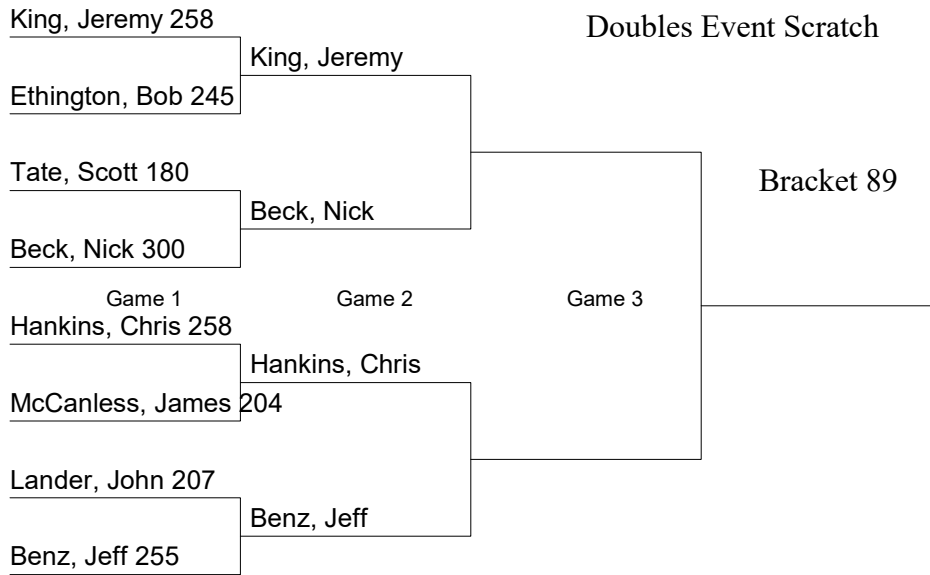 King, Jeremy 258
Doubles Event Scratch
King, Jeremy
Ethington, Bob 245
Tate, Scott 180
Bracket 89
Beck, Nick
Beck, Nick 300
Game 1
Game 2
Game 3
Hankins, Chris 258
Hankins, Chris
McCanless, James 204
Lander, John 207
Benz, Jeff
Benz, Jeff 255